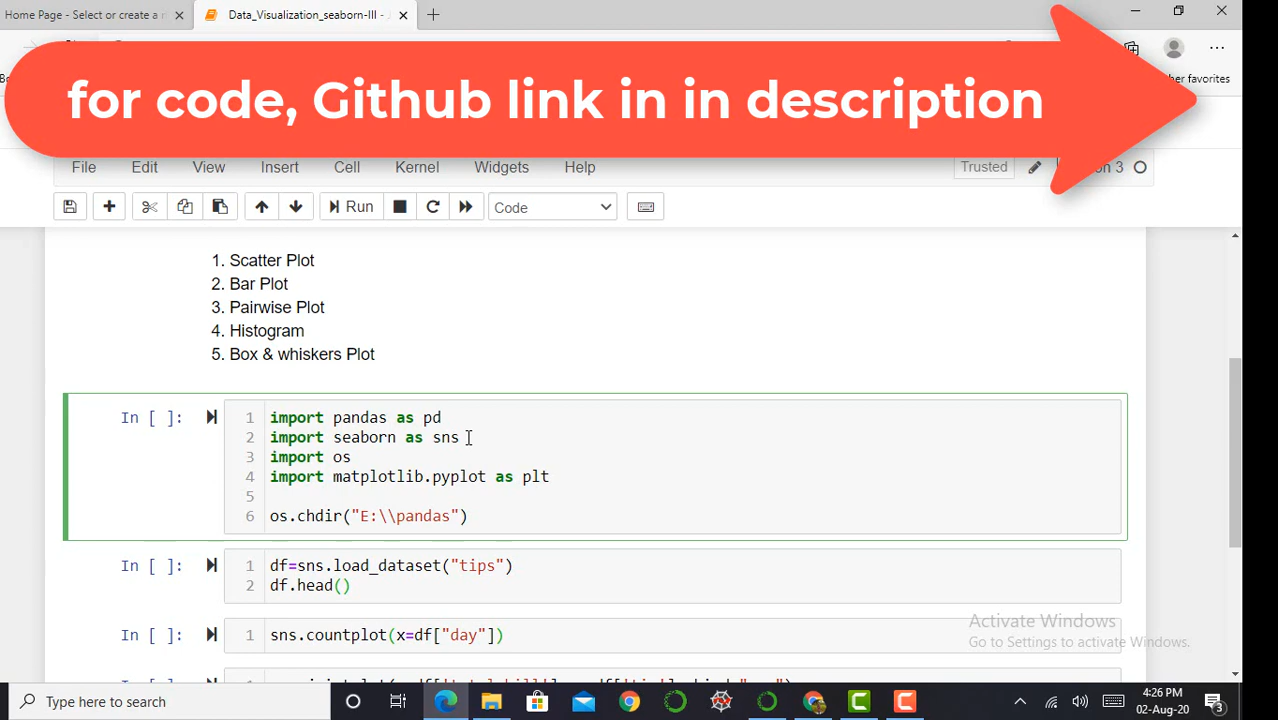 Home Page - Select or create a n
Data_Visualization_seaborn-III -
for code, Github link in in description
her favorites
File Edit View Insert Cell Kernel Widgets Help
Trusted
3
Run
Code
1. Scatter Plot
2. Bar Plot
3. Pairwise Plot
4. Histogram
5. Box & whiskers Plot
In [ ]:
1 import pandas as pd
2 import seaborn as sns
3 import os
4 import matplotlib.pyplot as plt
5
6 os.chdir("E:\\pandas")
In [ ]:
1 df=sns.load_dataset("tips")
2 df.head()
In [ ]:
1 sns.countplot(x=df["day"])
Activate Windows
Go to Settings to activate Windows.
Type here to search
4:26 PM
02-Aug-20
3